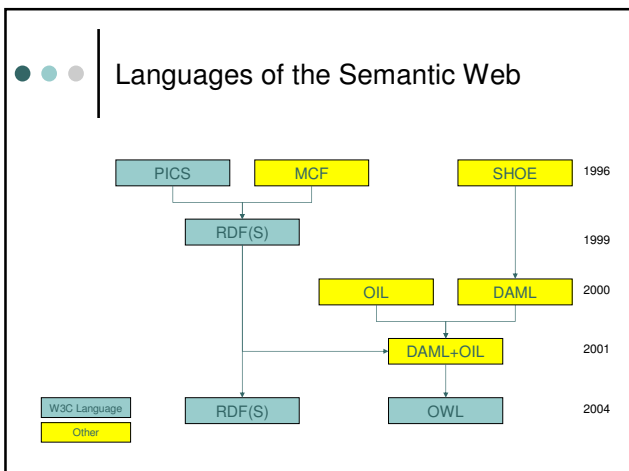 Languages of the Semantic Web
PICS MCF SHOE 1996
RDF(S) 1999
OIL DAML 2000
DAML+OIL 2001
W3C Language RDF(S) OWL 2004
Other